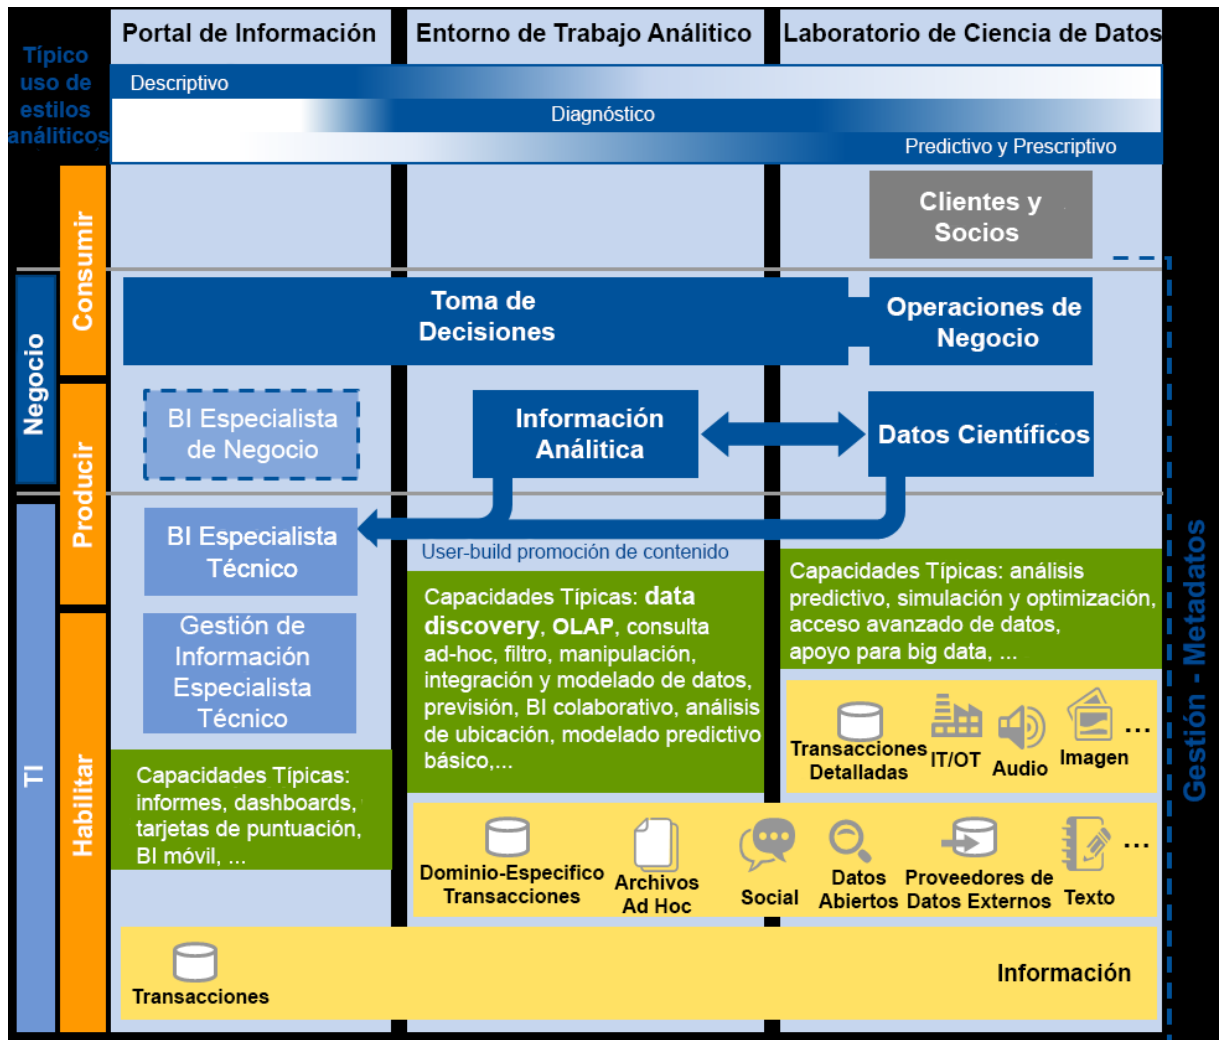 Portal de Información
Entorno de Trabajo Análitico
Laboratorio de Ciencia de Datos
Típico
uso de
estilos
análiticos
Descriptivo
Diagnóstico
Predictivo y Prescriptivo
Consumir
Clientes y
Socios
Negocio
Toma de
Decisiones
Operaciones de
Negocio
Producir
BI Especialista
de Negocio
Información
Análitica
Datos Científicos
BI Especialista
Técnico
User-build promoción de contenido
Gestión - Metadatos
TI
Habilitar
Gestión de
Información
Especialista
Técnico
Capacidades Típicas:
informes, dashboards,
tarjetas de puntuación,
BI móvil, ...
Capacidades Típicas: data
discovery, OLAP, consulta
ad-hoc, filtro, manipulación,
integración y modelado de datos,
previsión, BI colaborativo, análisis
de ubicación, modelado predictivo
básico,...
Capacidades Típicas: análisis
predictivo, simulación y optimización,
acceso avanzado de datos,
apoyo para big data, ...
Transacciones
Detalladas
IT/OT
Audio
Imagen
...
Dominio-Especifico
Transacciones
Archivos
Ad Hoc
Social
Datos
Abiertos
Proveedores de
Datos Externos
Texto
...
Transacciones
Información